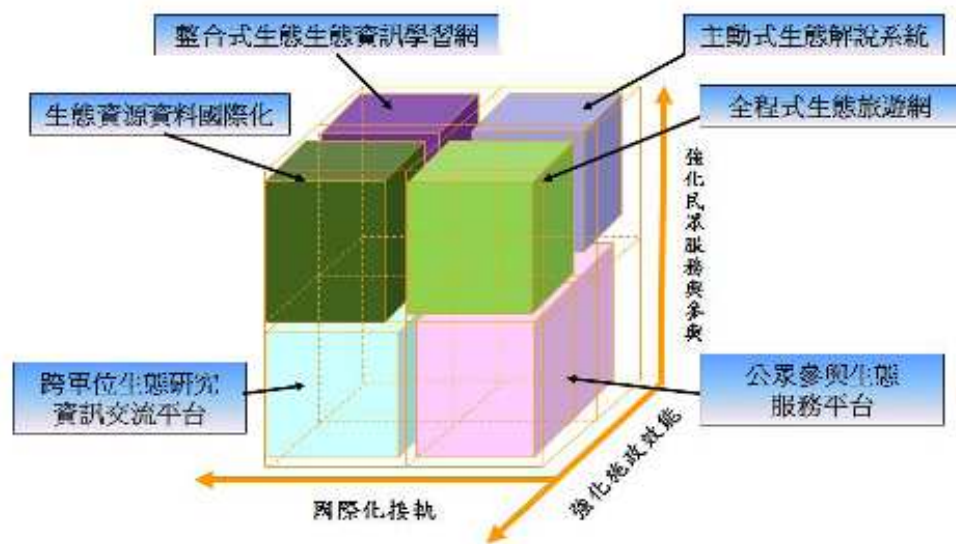 整合式生態生態資訊學習網
主動式生態解說系統
生態資源資料國際化
全程式生態旅遊網
強化民眾服務與參與
跨單位生態研究
資訊交流平台
公眾參與生態
服務平台
強化施政效能
國際化接軌